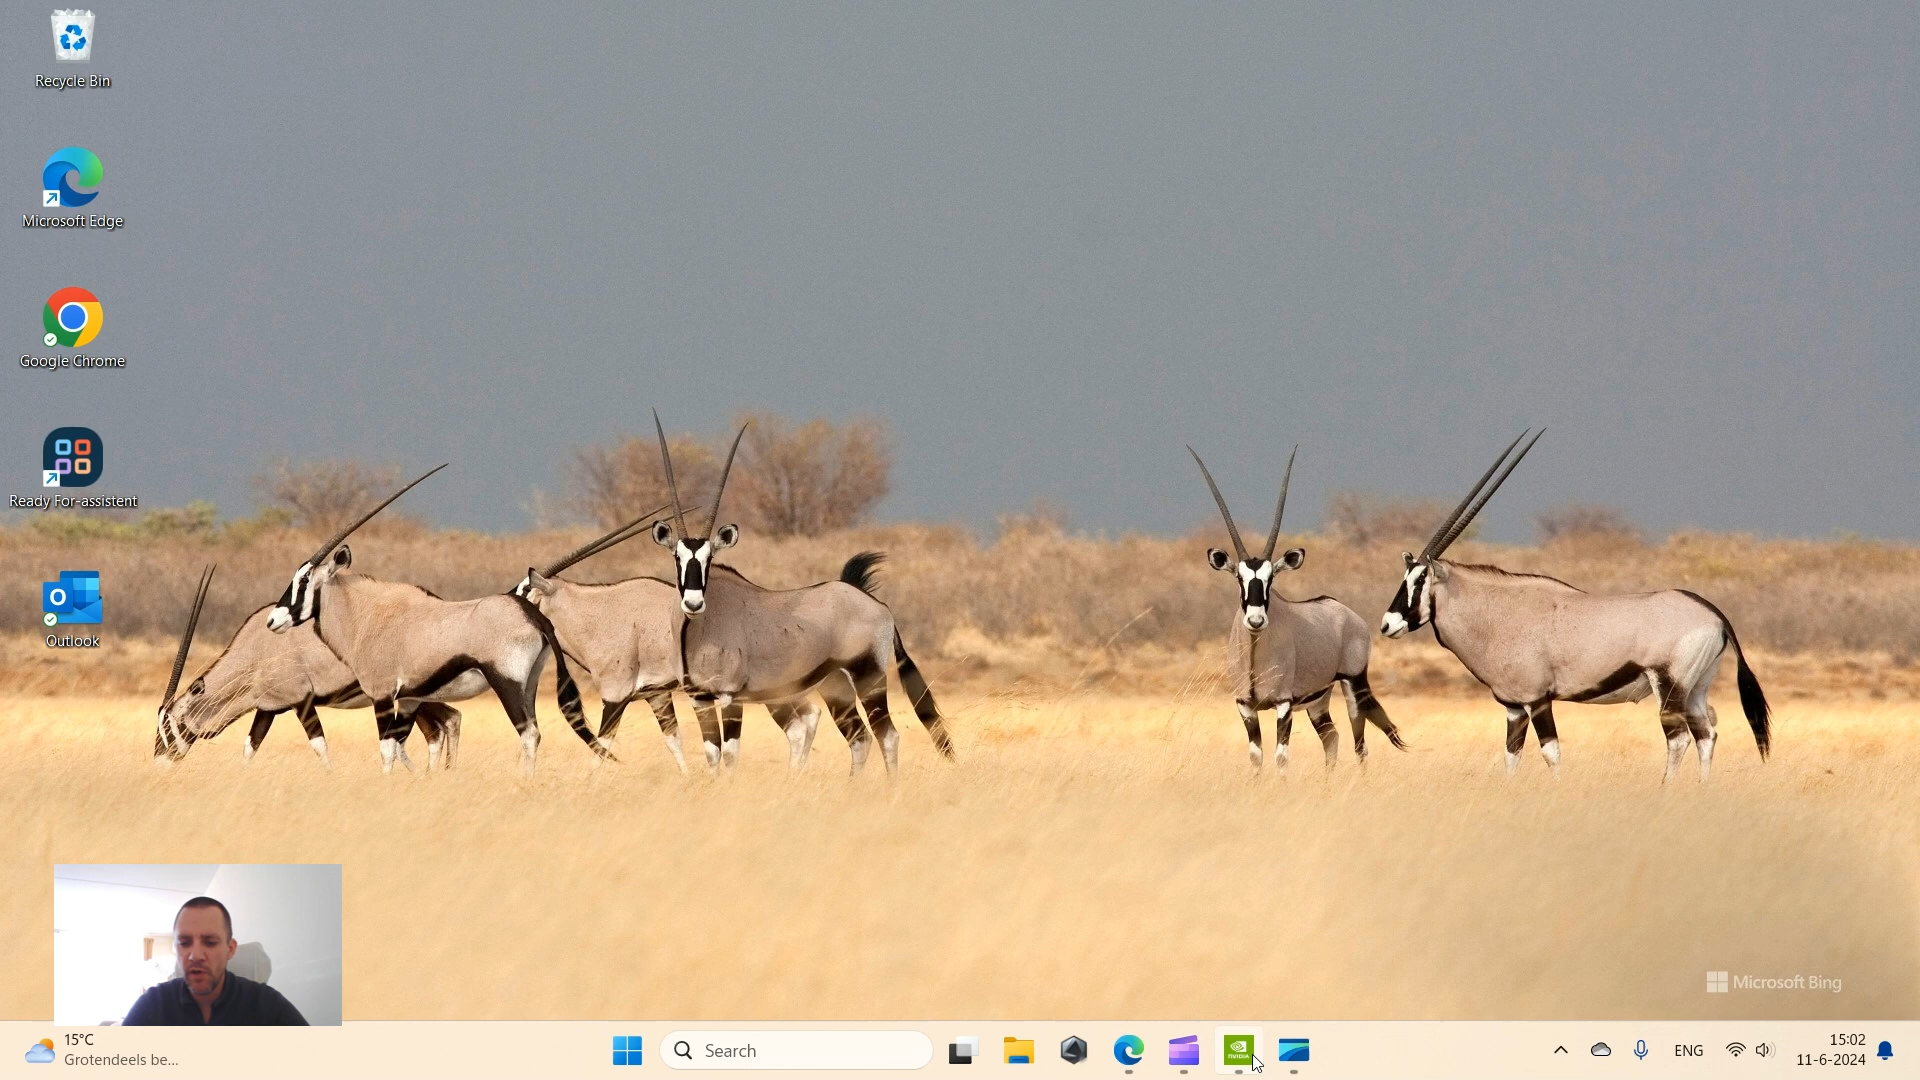 Recycle Bin
Microsoft Edge
Google Chrome
Ready For-assistent
Outlook
Microsoft Bing
15°C
Grotendeels be...
Search
NVIDIA
ENG
15:02
11-6-2024